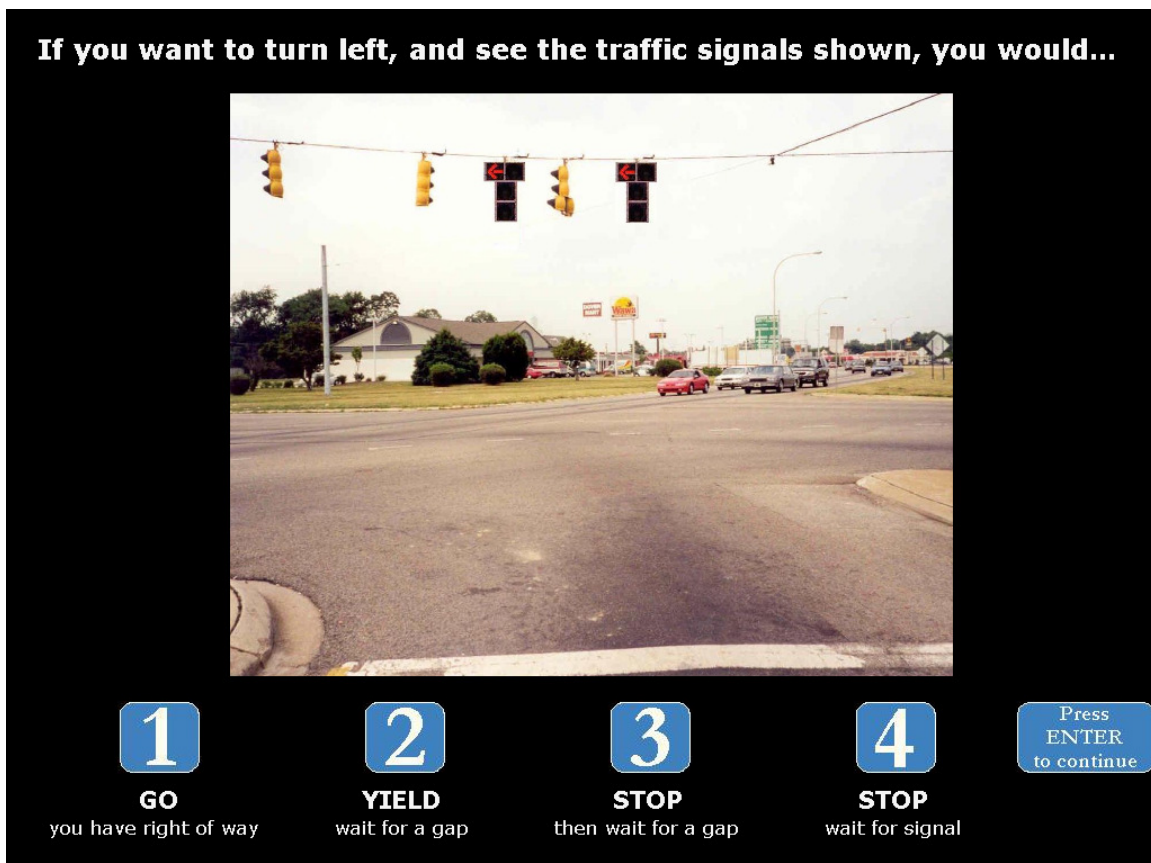 If you want to turn left, and see the traffic signals shown, you would...
1
2
3
4
Press
ENTER
to continue
GO
you have right of way
YIELD
wait for a gap
STOP
then wait for a gap
STOP
wait for signal